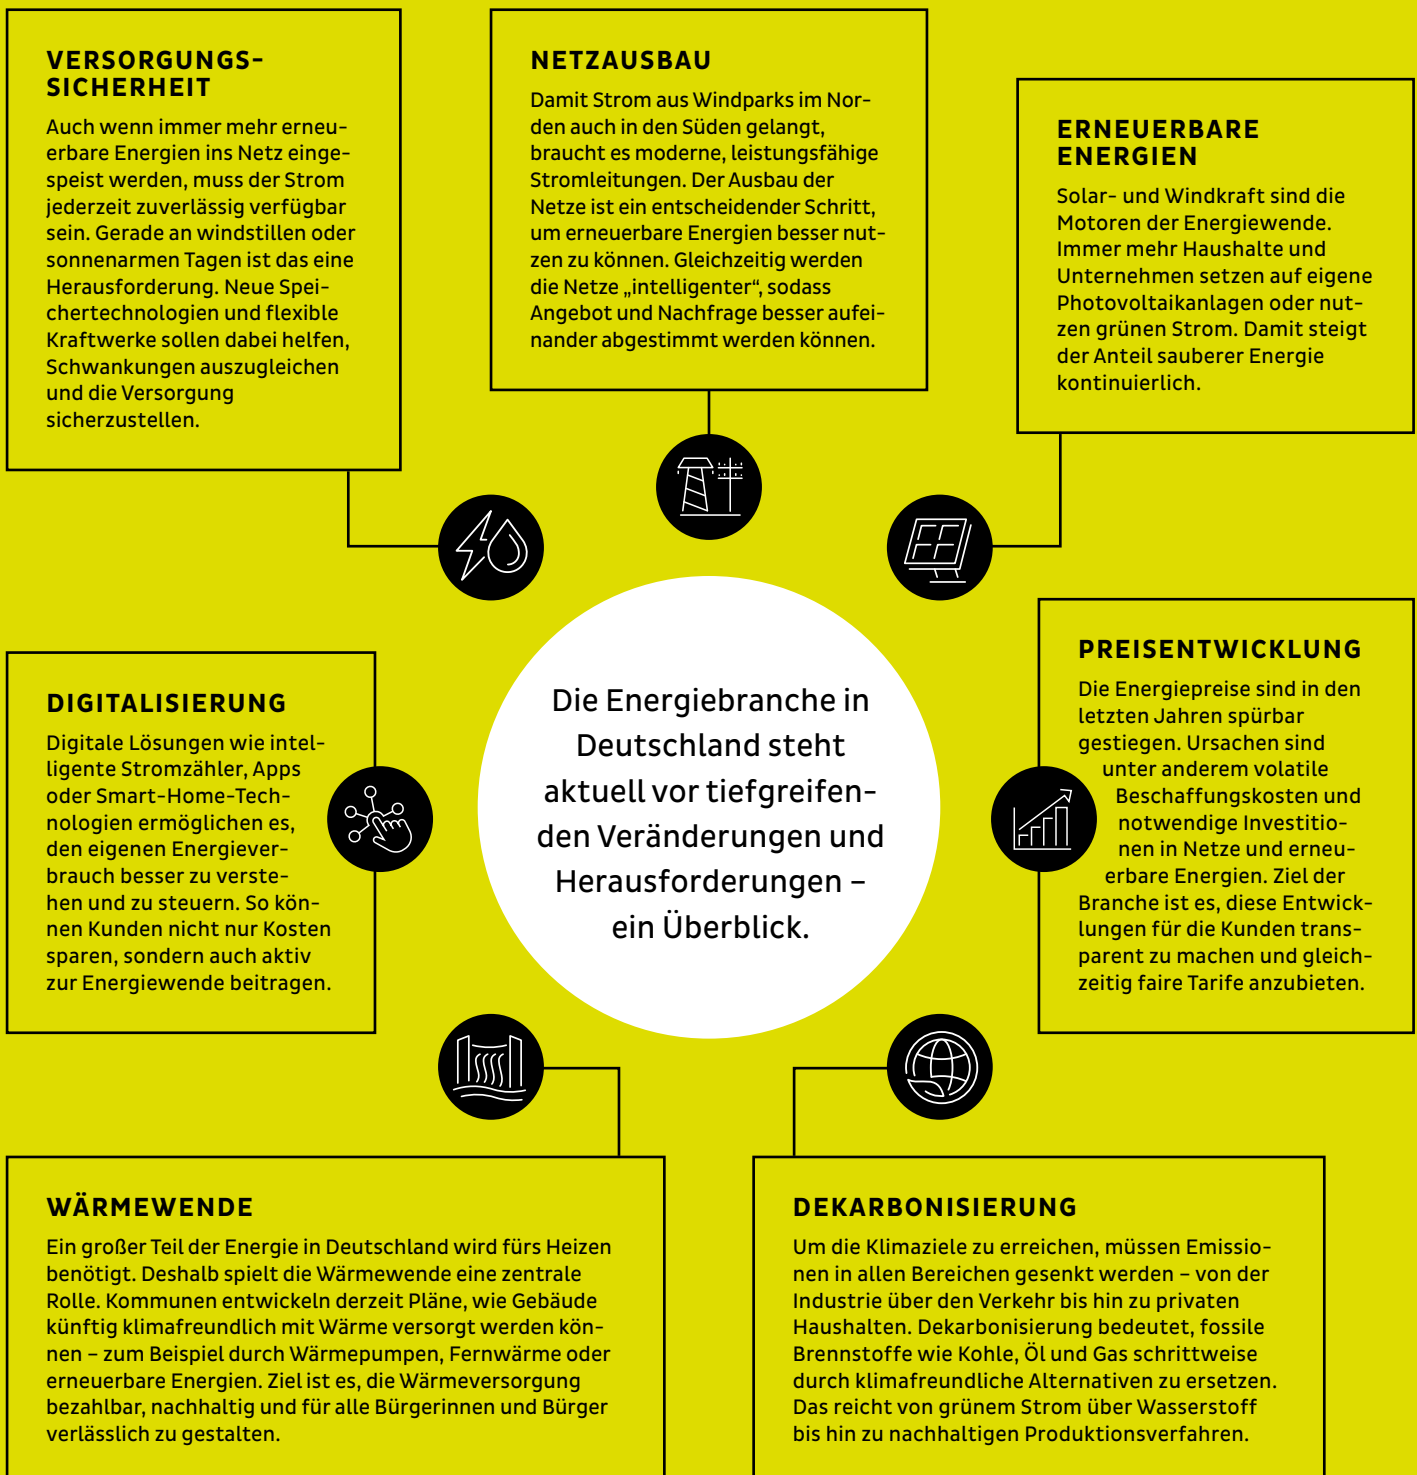 VERSORGUNGS-
SICHERHEIT
Auch wenn immer mehr erneu-
erbare Energien ins Netz einge-
speist werden, muss der Strom
jederzeit zuverlässig verfügbar
sein. Gerade an windstillen oder
sonnenarmen Tagen ist das eine
Herausforderung. Neue Spei-
chertechnologien und flexible
Kraftwerke sollen dabei helfen,
Schwankungen auszugleichen
und die Versorgung
sicherzustellen.
NETZAUSBAU
Damit Strom aus Windparks im Nor-
den auch in den Süden gelangt,
braucht es moderne, leistungsfähige
Stromleitungen. Der Ausbau der
Netze ist ein entscheidender Schritt,
um erneuerbare Energien besser nut-
zen zu können. Gleichzeitig werden
die Netze „intelligenter“, sodass
Angebot und Nachfrage besser aufei-
nander abgestimmt werden können.
ERNEUERBARE
ENERGIEN
Solar- und Windkraft sind die
Motoren der Energiewende.
Immer mehr Haushalte und
Unternehmen setzen auf eigene
Photovoltaikanlagen oder nut-
zen grünen Strom. Damit steigt
der Anteil sauberer Energie
kontinuierlich.
DIGITALISIERUNG
Digitale Lösungen wie intel-
ligente Stromzähler, Apps
oder Smart-Home-Tech-
nologien ermöglichen es,
den eigenen Energiever-
brauch besser zu verste-
hen und zu steuern. So kön-
nen Kunden nicht nur Kosten
sparen, sondern auch aktiv
zur Energiewende beitragen.
Die Energiebranche in
Deutschland steht
aktuell vor tiefgreifen-
den Veränderungen und
Herausforderungen –
ein Überblick.
PREISENTWICKLUNG
Die Energiepreise sind in den
letzten Jahren spürbar
gestiegen. Ursachen sind
unter anderem volatile
Beschaffungskosten und
notwendige Investitio-
nen in Netze und erneu-
erbare Energien. Ziel der
Branche ist es, diese Entwick-
lungen für die Kunden trans-
parent zu machen und gleich-
zeitig faire Tarife anzubieten.
WÄRMEWENDE
Ein großer Teil der Energie in Deutschland wird fürs Heizen
benötigt. Deshalb spielt die Wärmewende eine zentrale
Rolle. Kommunen entwickeln derzeit Pläne, wie Gebäude
künftig klimafreundlich mit Wärme versorgt werden kön-
nen – zum Beispiel durch Wärmepumpen, Fernwärme oder
erneuerbare Energien. Ziel ist es, die Wärmeversorgung
bezahlbar, nachhaltig und für alle Bürgerinnen und Bürger
verlässlich zu gestalten.
DEKARBONISIERUNG
Um die Klimaziele zu erreichen, müssen Emissio-
nen in allen Bereichen gesenkt werden – von der
Industrie über den Verkehr bis hin zu privaten
Haushalten. Dekarbonisierung bedeutet, fossile
Brennstoffe wie Kohle, Öl und Gas schrittweise
durch klimafreundliche Alternativen zu ersetzen.
Das reicht von grünem Strom über Wasserstoff
bis hin zu nachhaltigen Produktionsverfahren.